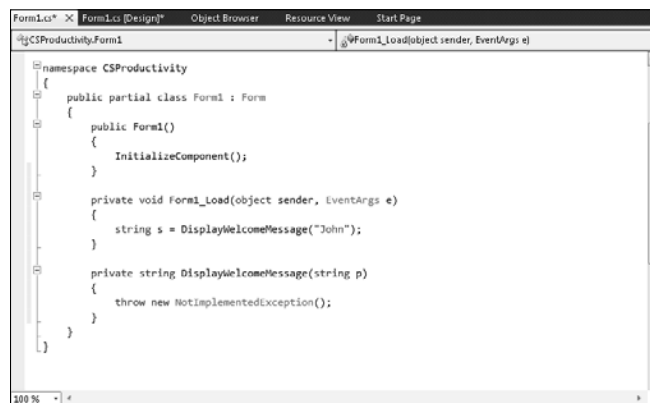 Form1.cs* X Form1.cs [Design]* Object Browser Resource View Start Page
CSProductivity.Form1 Form1_Load(object sender, EventArgs e)
namespace CSProductivity
{
public partial class Form1 : Form
{
public Form1()
{
InitializeComponent();
}
private void Form1_Load(object sender, EventArgs e)
{
string s = DisplayWelcomeMessage("John");
}
private string DisplayWelcomeMessage(string p)
{
throw new NotImplementedException();
}
}
}
100 %